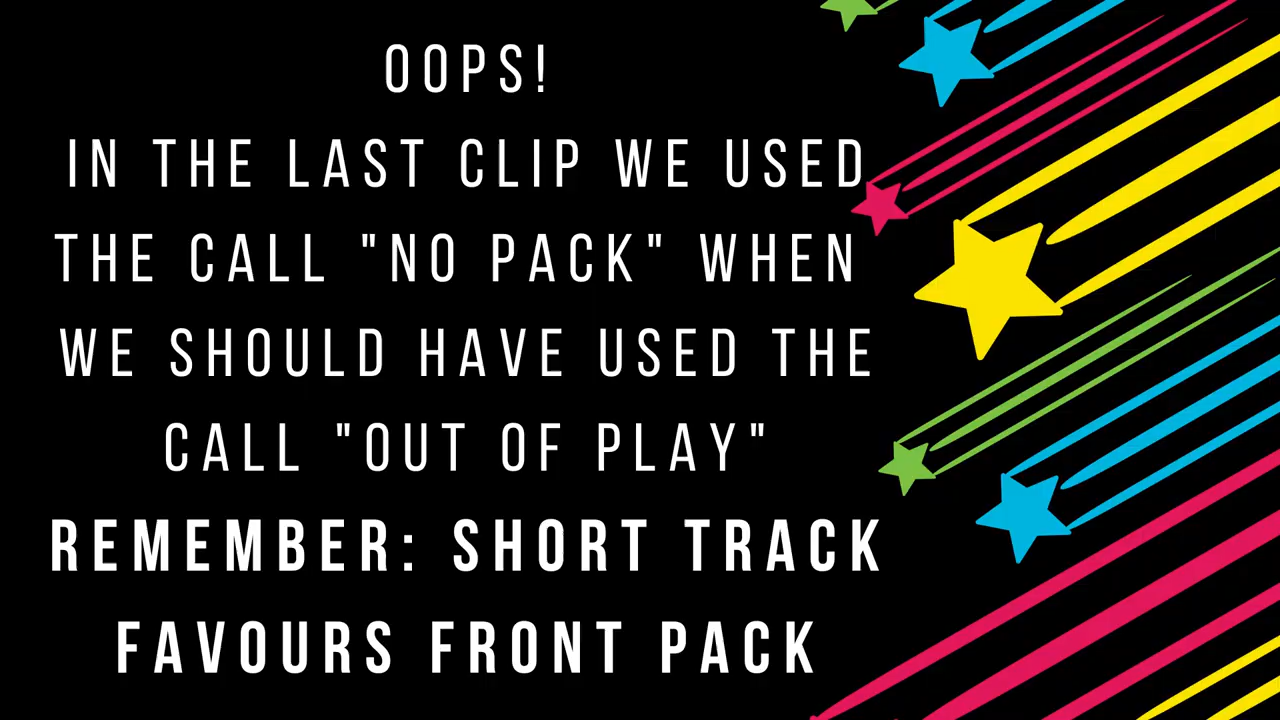 OOPS!
IN THE LAST CLIP WE USED
THE CALL "NO PACK" WHEN
WE SHOULD HAVE USED THE
CALL "OUT OF PLAY"
REMEMBER: SHORT TRACK
FAVOURS FRONT PACK